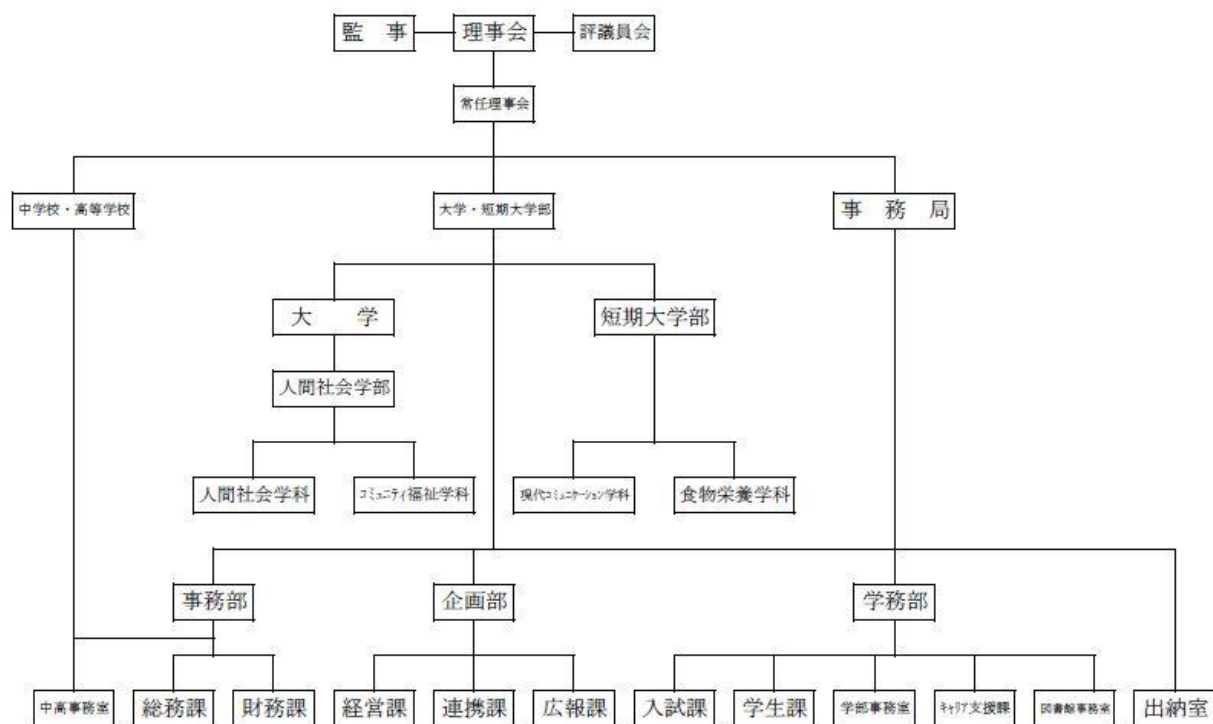 監　事
理事会
評議員会
常任理事会
中学校・高等学校
大学・短期大学部
事　務　局
大　学
短期大学部
人間社会学部
人間社会学科
コミュニティ福祉学科
現代コミュニケーション学科
食物栄養学科
事務部
企画部
学務部
中高事務室
総務課
財務課
経営課
連携課
広報課
入試課
学生課
学部事務室
キャリア支援課
図書館事務室
出納室